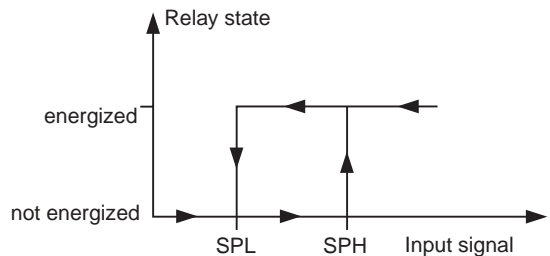 Relay state
energized
not energized
SPL SPH Input signal